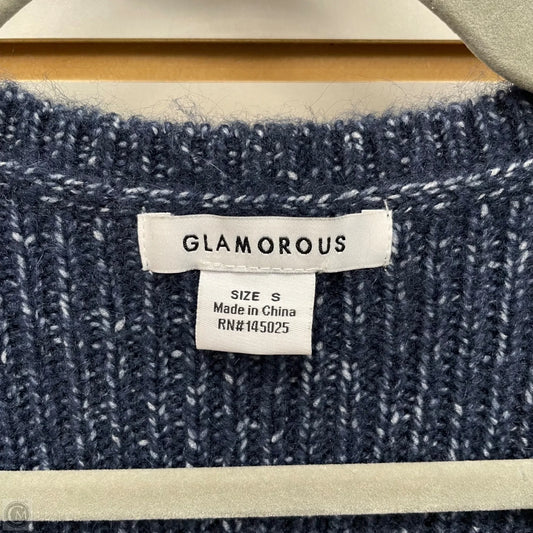 GLAMOROUS
SIZE S
Made in China
RN#145025
M